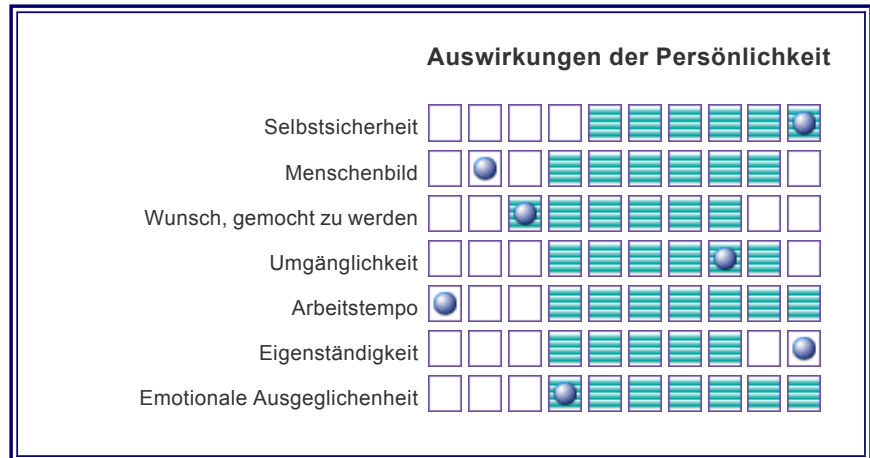 Auswirkungen der Persönlichkeit
Selbstsicherheit
Menschenbild
Wunsch, gemocht zu werden
Umgänglichkeit
Arbeitstempo
Eigenständigkeit
Emotionale Ausgeglichenheit